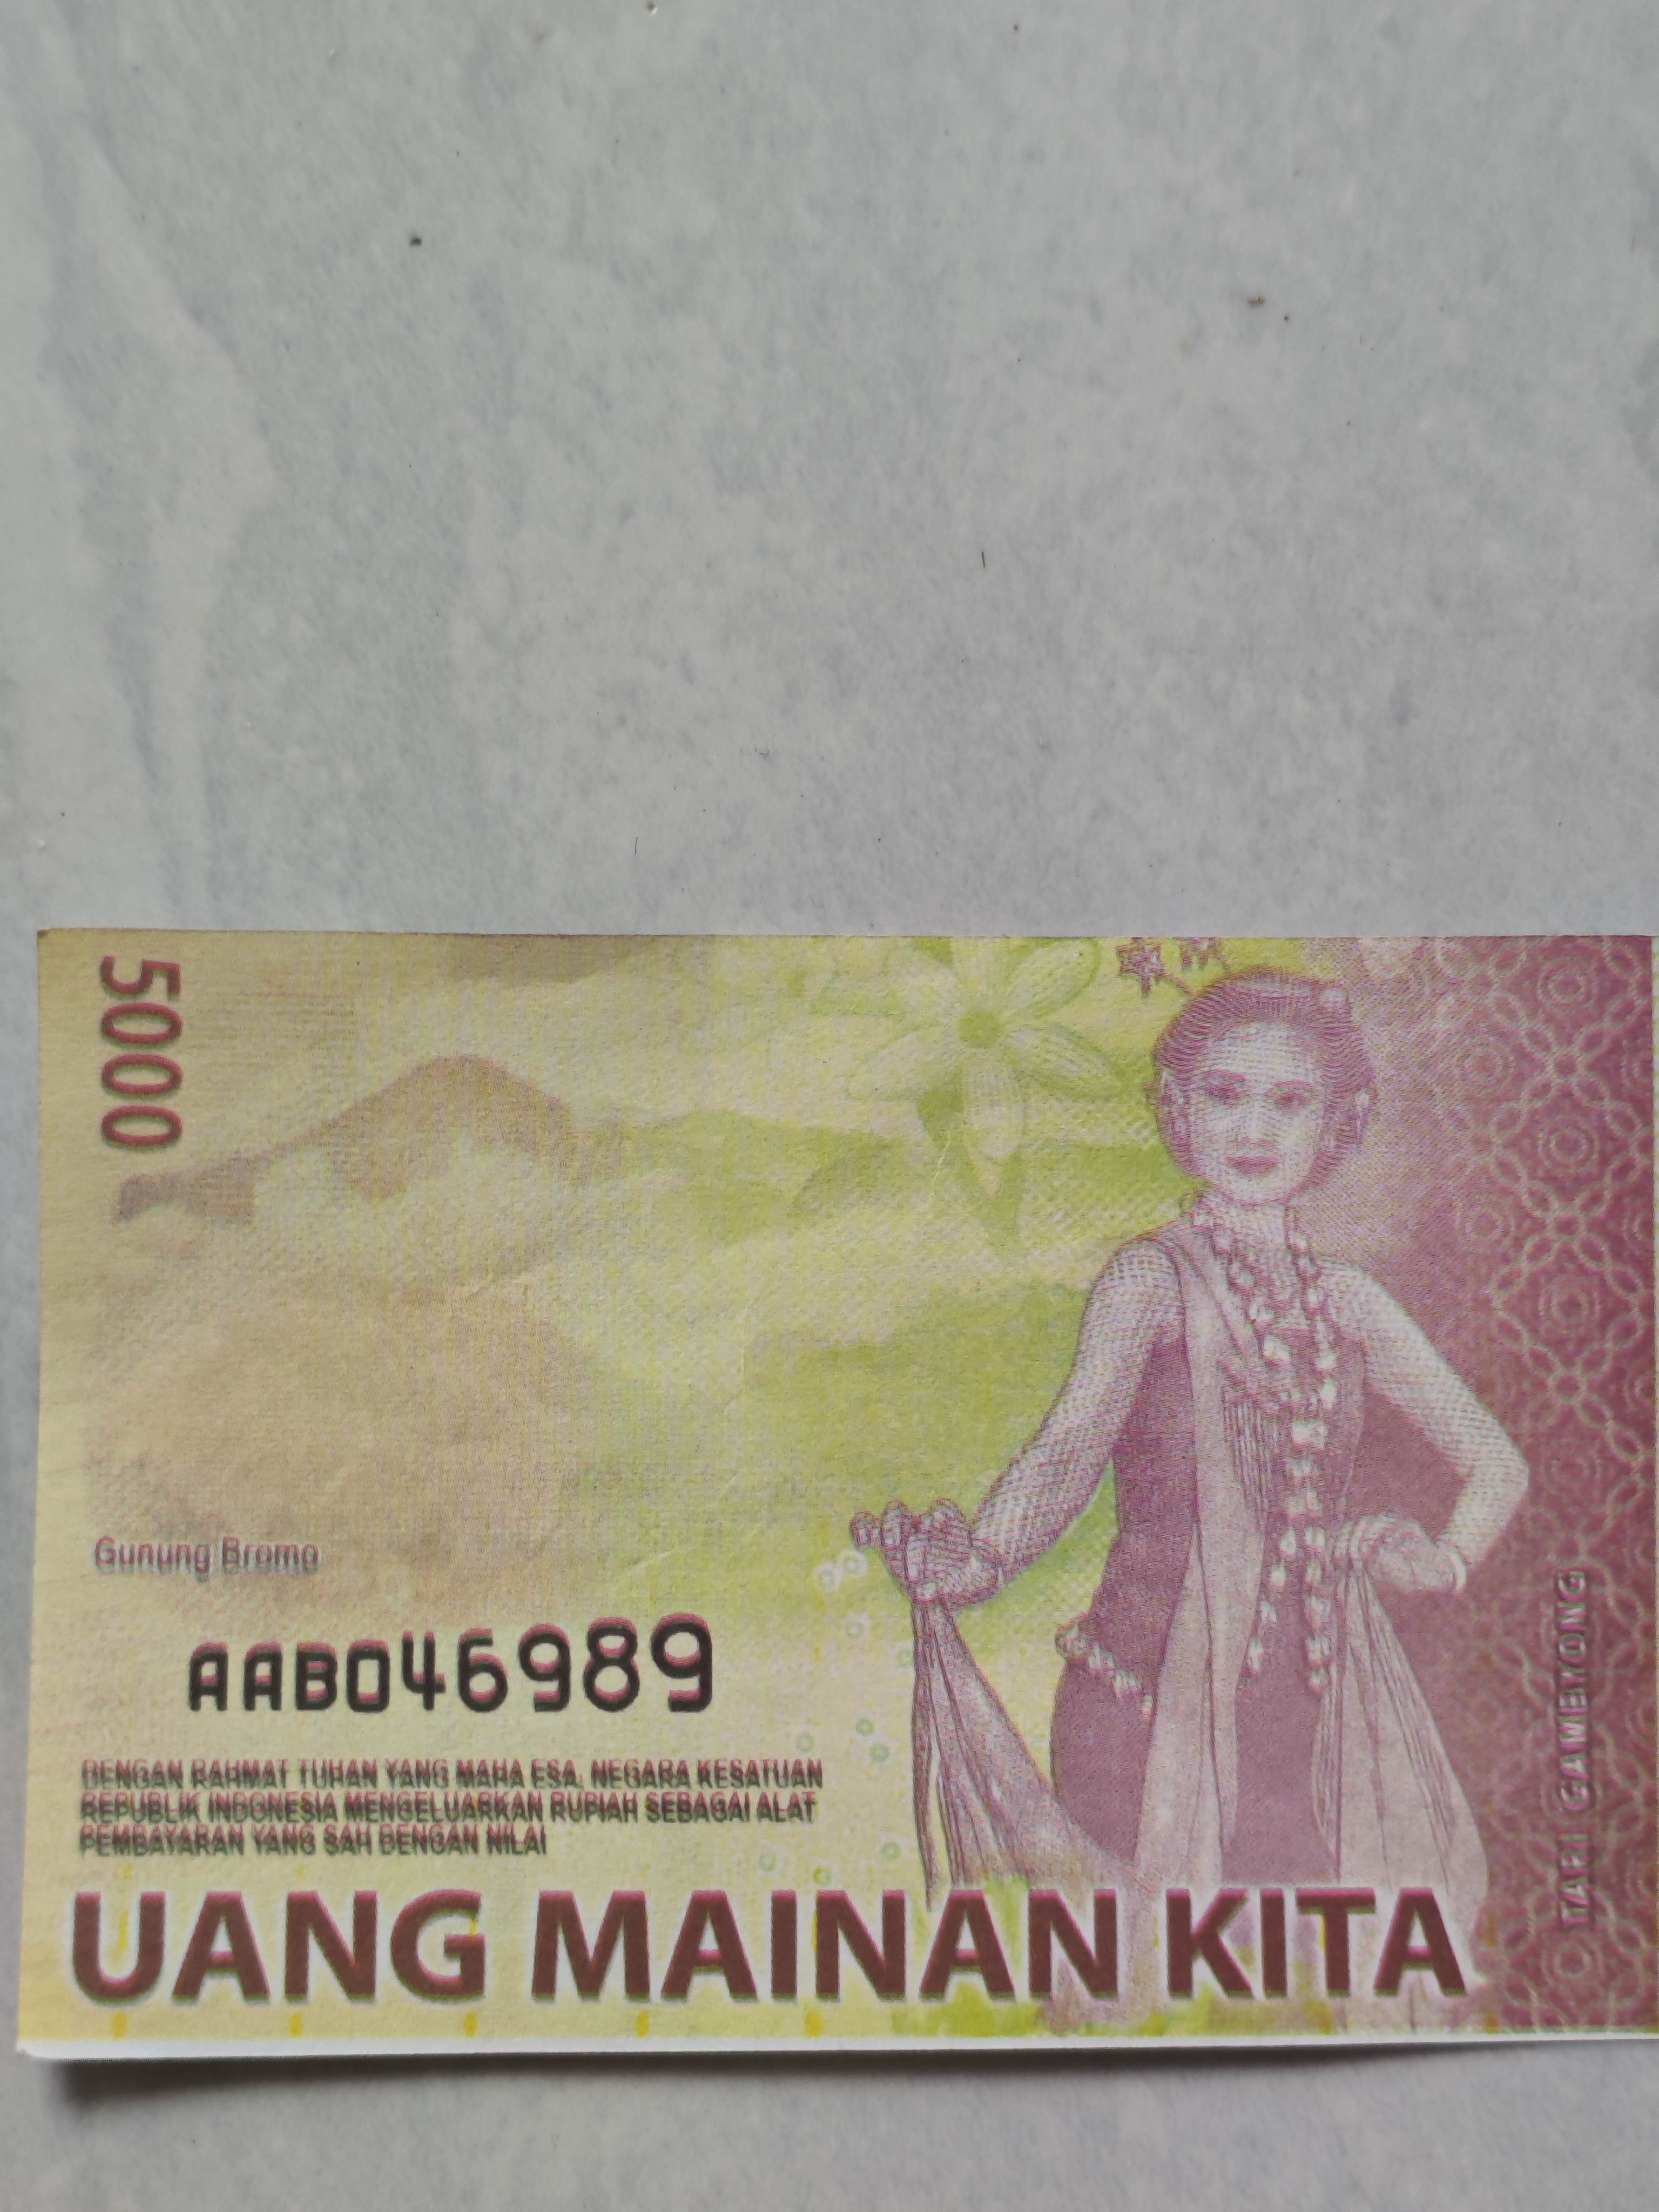 5000
Gunung Bromo
AAB046989
DENGAN RAHMAT TUHAN YANG MAHA ESA, NEGARA KESATUAN
REPUBLIK INDONESIA MENGELUARKAN RUPIAH SEBAGAI ALAT
PEMBAYARAN YANG SAH DENGAN NILAI
UANG MAINAN KITA
TARI GAMBYONG